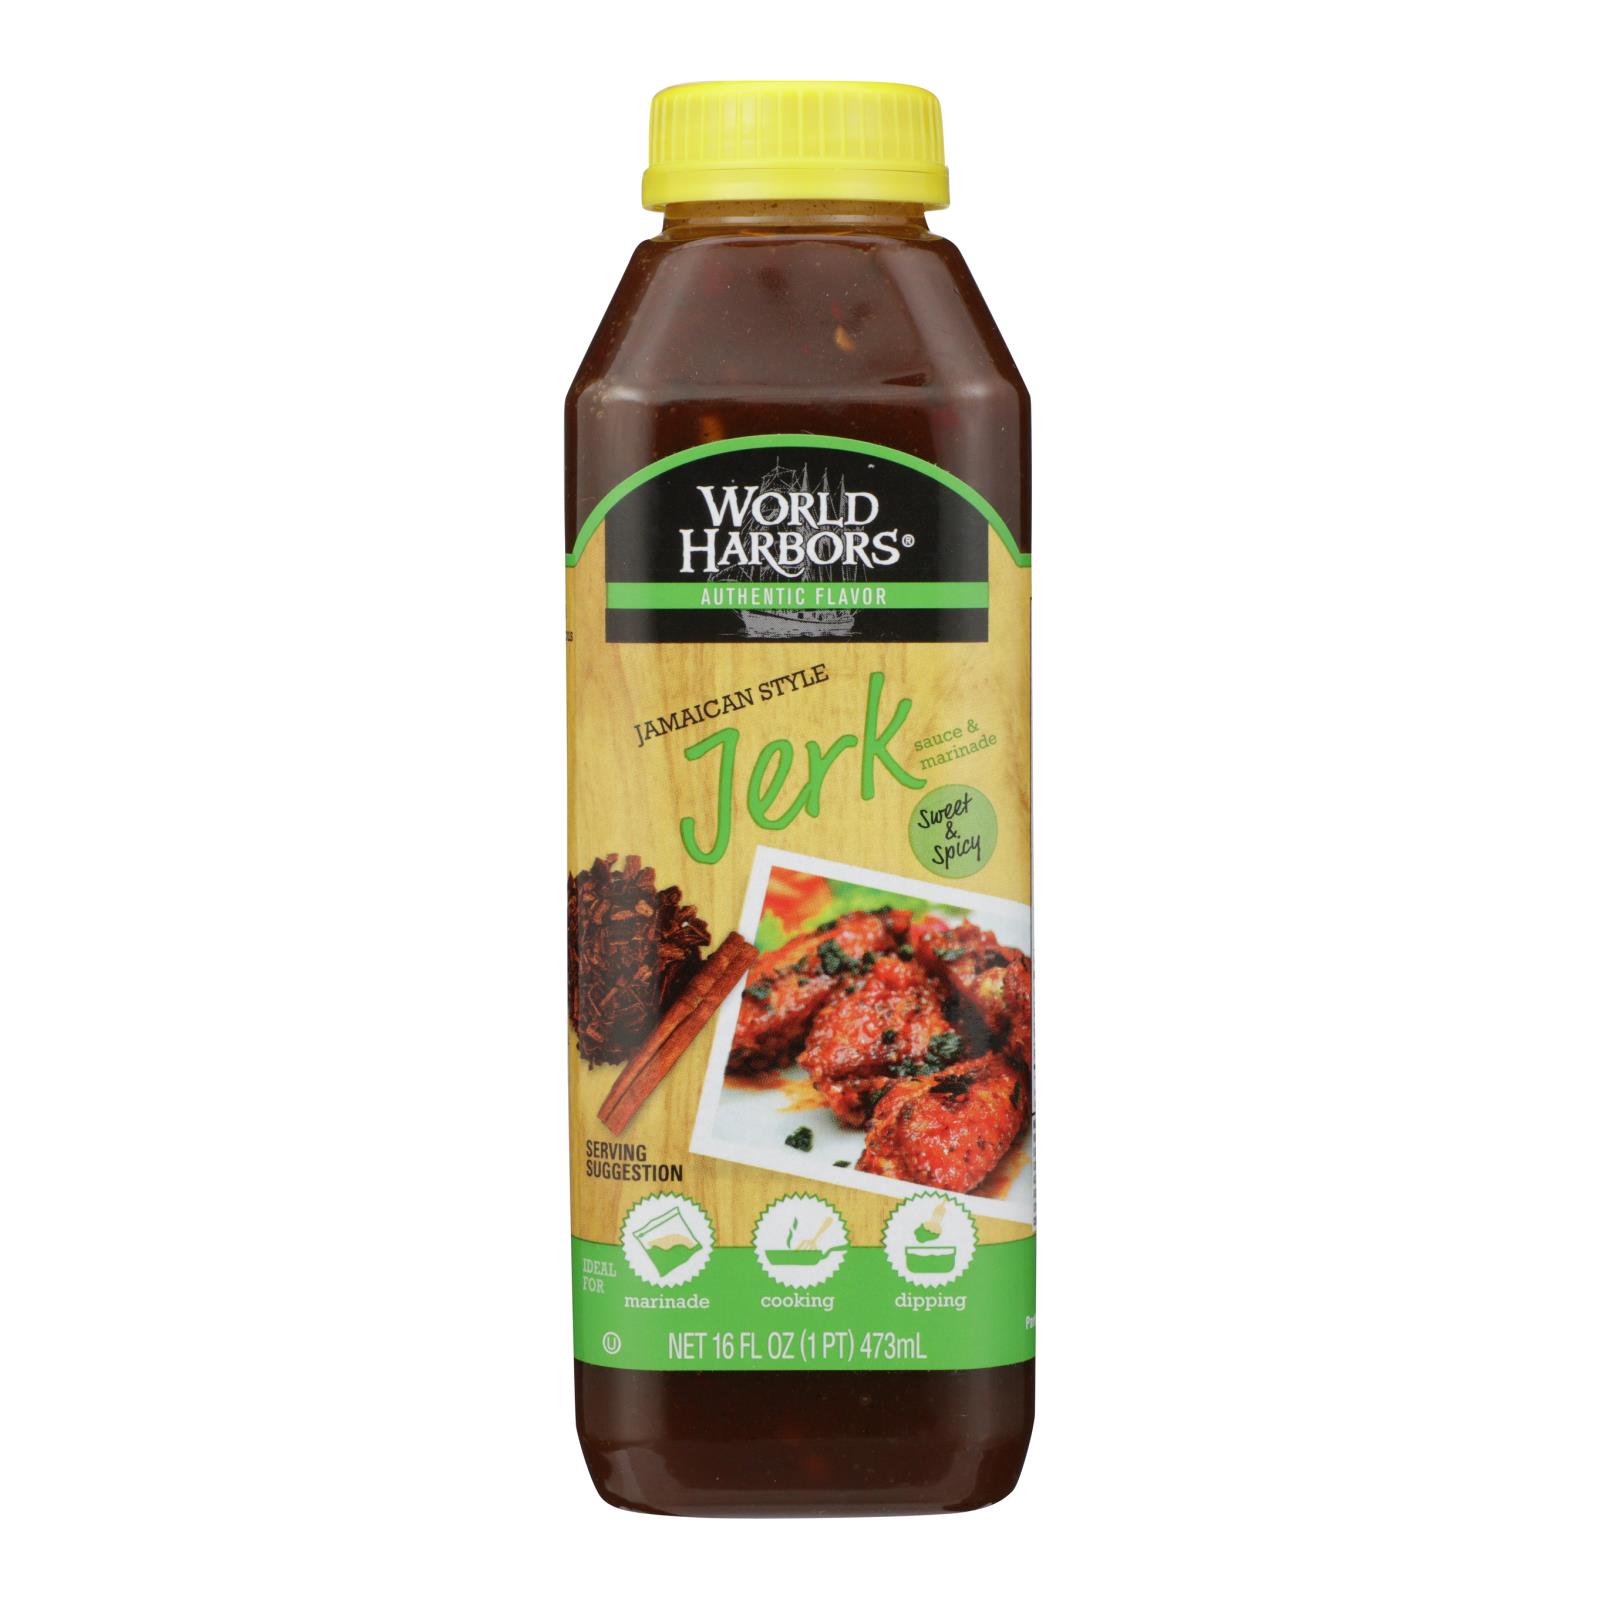 WORLD
HARBORS®
AUTHENTIC FLAVOR
JAMAICAN STYLE
Jerk
sauce &
marinade
Sweet
&
Spicy
SERVING
SUGGESTION
IDEAL
FOR
marinade
cooking
dipping
U
NET 16 FL OZ (1 PT) 473mL